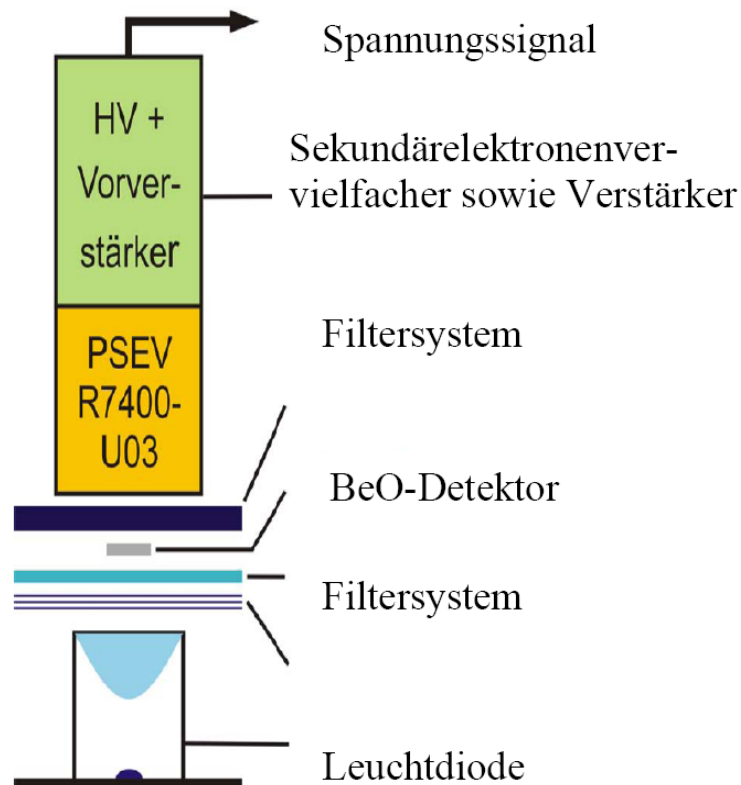 Spannungssignal
HV +
Vorver-
stärker
Sekundärelektronenver-
vielfacher sowie Verstärker
PSEV
R7400-
U03
Filtersystem
BeO-Detektor
Filtersystem
Leuchtdiode